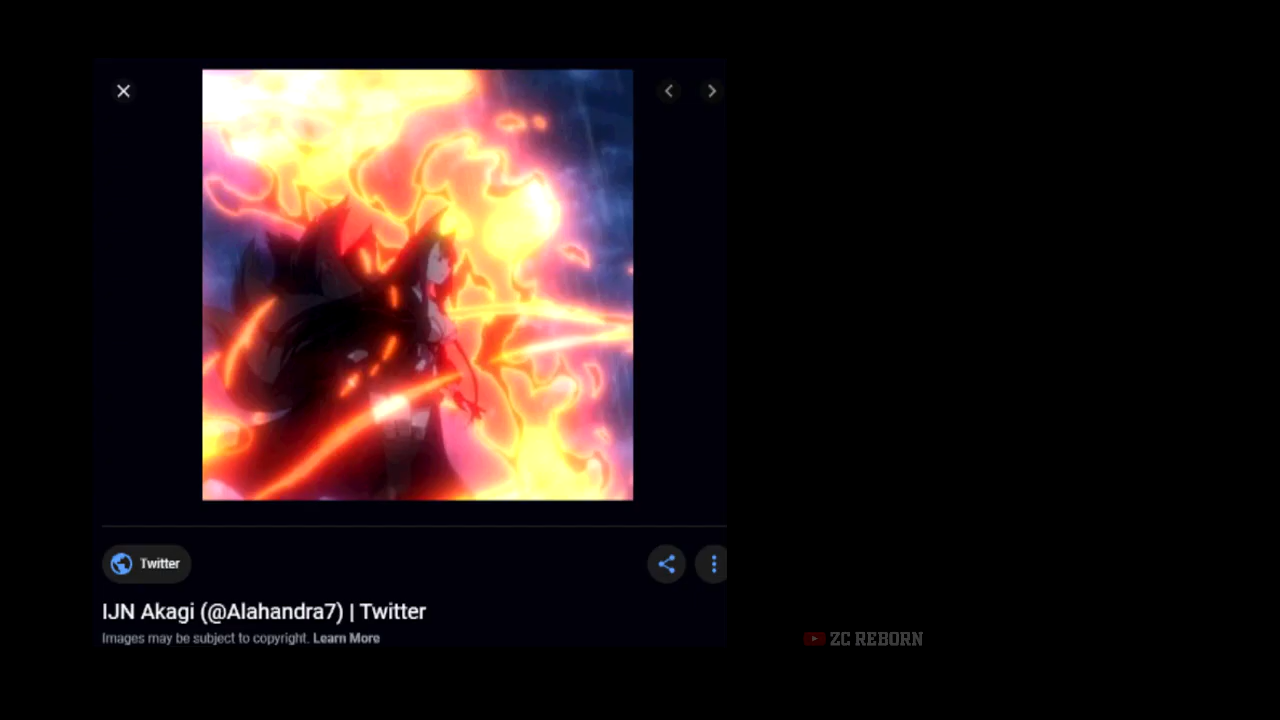 Twitter
IJN Akagi (@Alahandra7) | Twitter
Images may be subject to copyright. Learn More
ZC REBORN